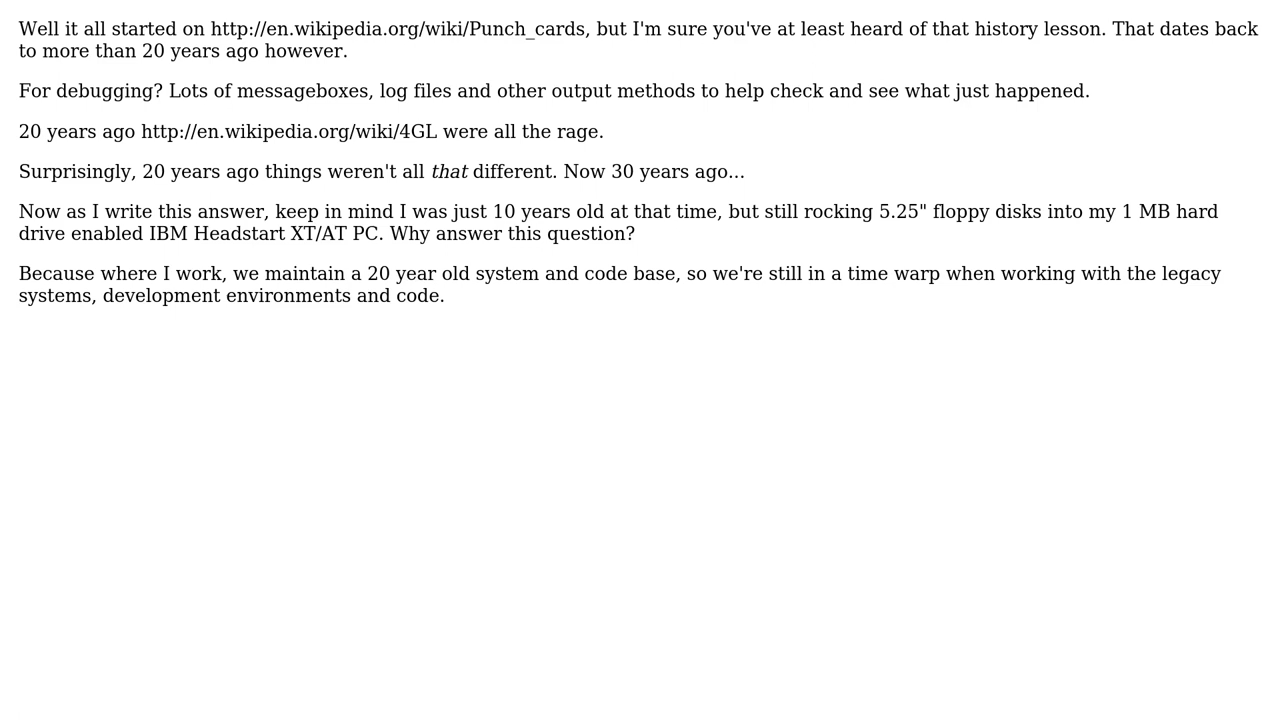 Well it all started on http://en.wikipedia.org/wiki/Punch_cards, but I'm sure you've at least heard of that history lesson. That dates back
to more than 20 years ago however.
For debugging? Lots of messageboxes, log files and other output methods to help check and see what just happened.
20 years ago http://en.wikipedia.org/wiki/4GL were all the rage.
Surprisingly, 20 years ago things weren't all that different. Now 30 years ago...
Now as I write this answer, keep in mind I was just 10 years old at that time, but still rocking 5.25" floppy disks into my 1 MB hard
drive enabled IBM Headstart XT/AT PC. Why answer this question?
Because where I work, we maintain a 20 year old system and code base, so we're still in a time warp when working with the legacy
systems, development environments and code.